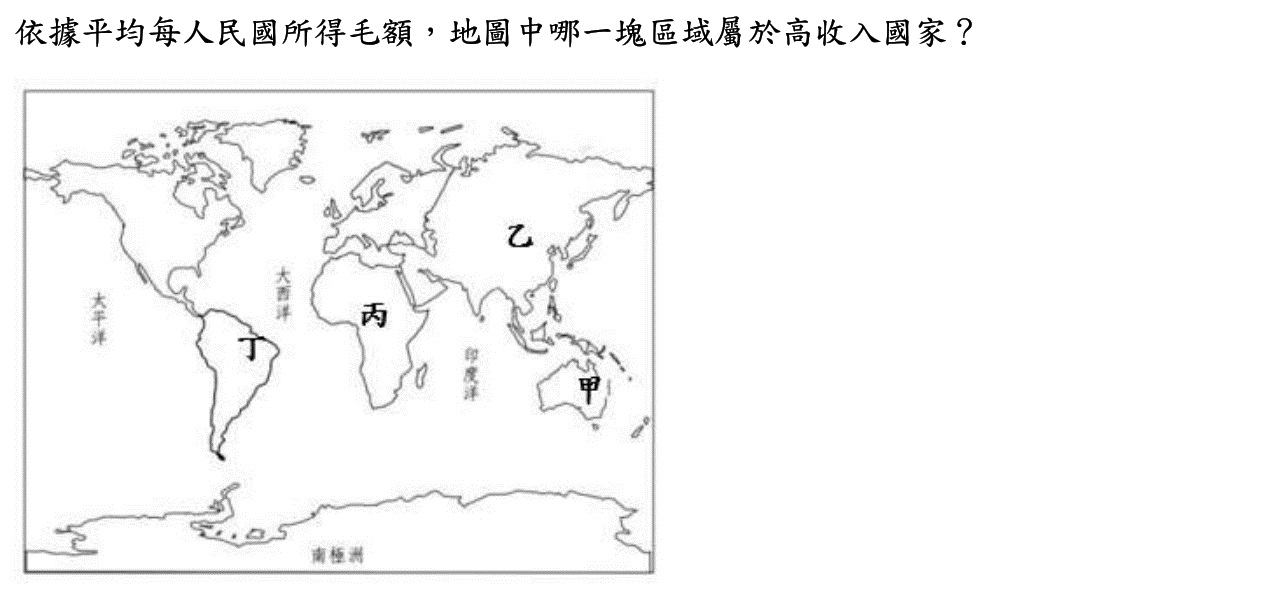 依據平均每人民國所得毛額，地圖中哪一塊區域屬於高收入國家？
乙
大西洋
丙
太平洋
丁
印度洋
甲
南極洲